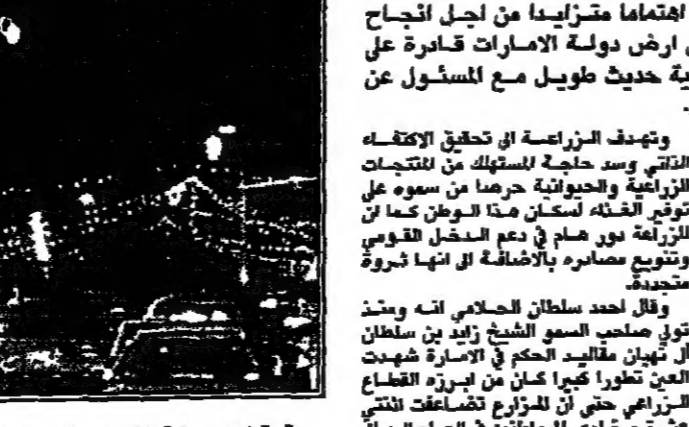 اهتماما متزايدا من اجل انجاح
ارض دولة الامارات قادرة على
ية حديث طويل مع المسئول عن
.
وتهدف الزراعة الى تحقيق الاكتفاء
الذاتي وسد حاجة المستهلك من المنتجات
الزراعية والحيوانية حرصا من سموه على
توفير الغذاء لسكان هذا الوطن كما ان
للزراعة دور هام في دعم الدخل القومي
وتنويع مصادره بالاضافة الى انها ثروة
متجددة.
وقال احمد سلطان الحلامي انه ومنذ
تولي صاحب السمو الشيخ زايد بن سلطان
آل نهيان مقاليد الحكم في الامارة شهدت
العين تطورا كبيرا كان من ابرزه القطاع
الزراعي حتى ان المزارع تضاعفت اثنتي